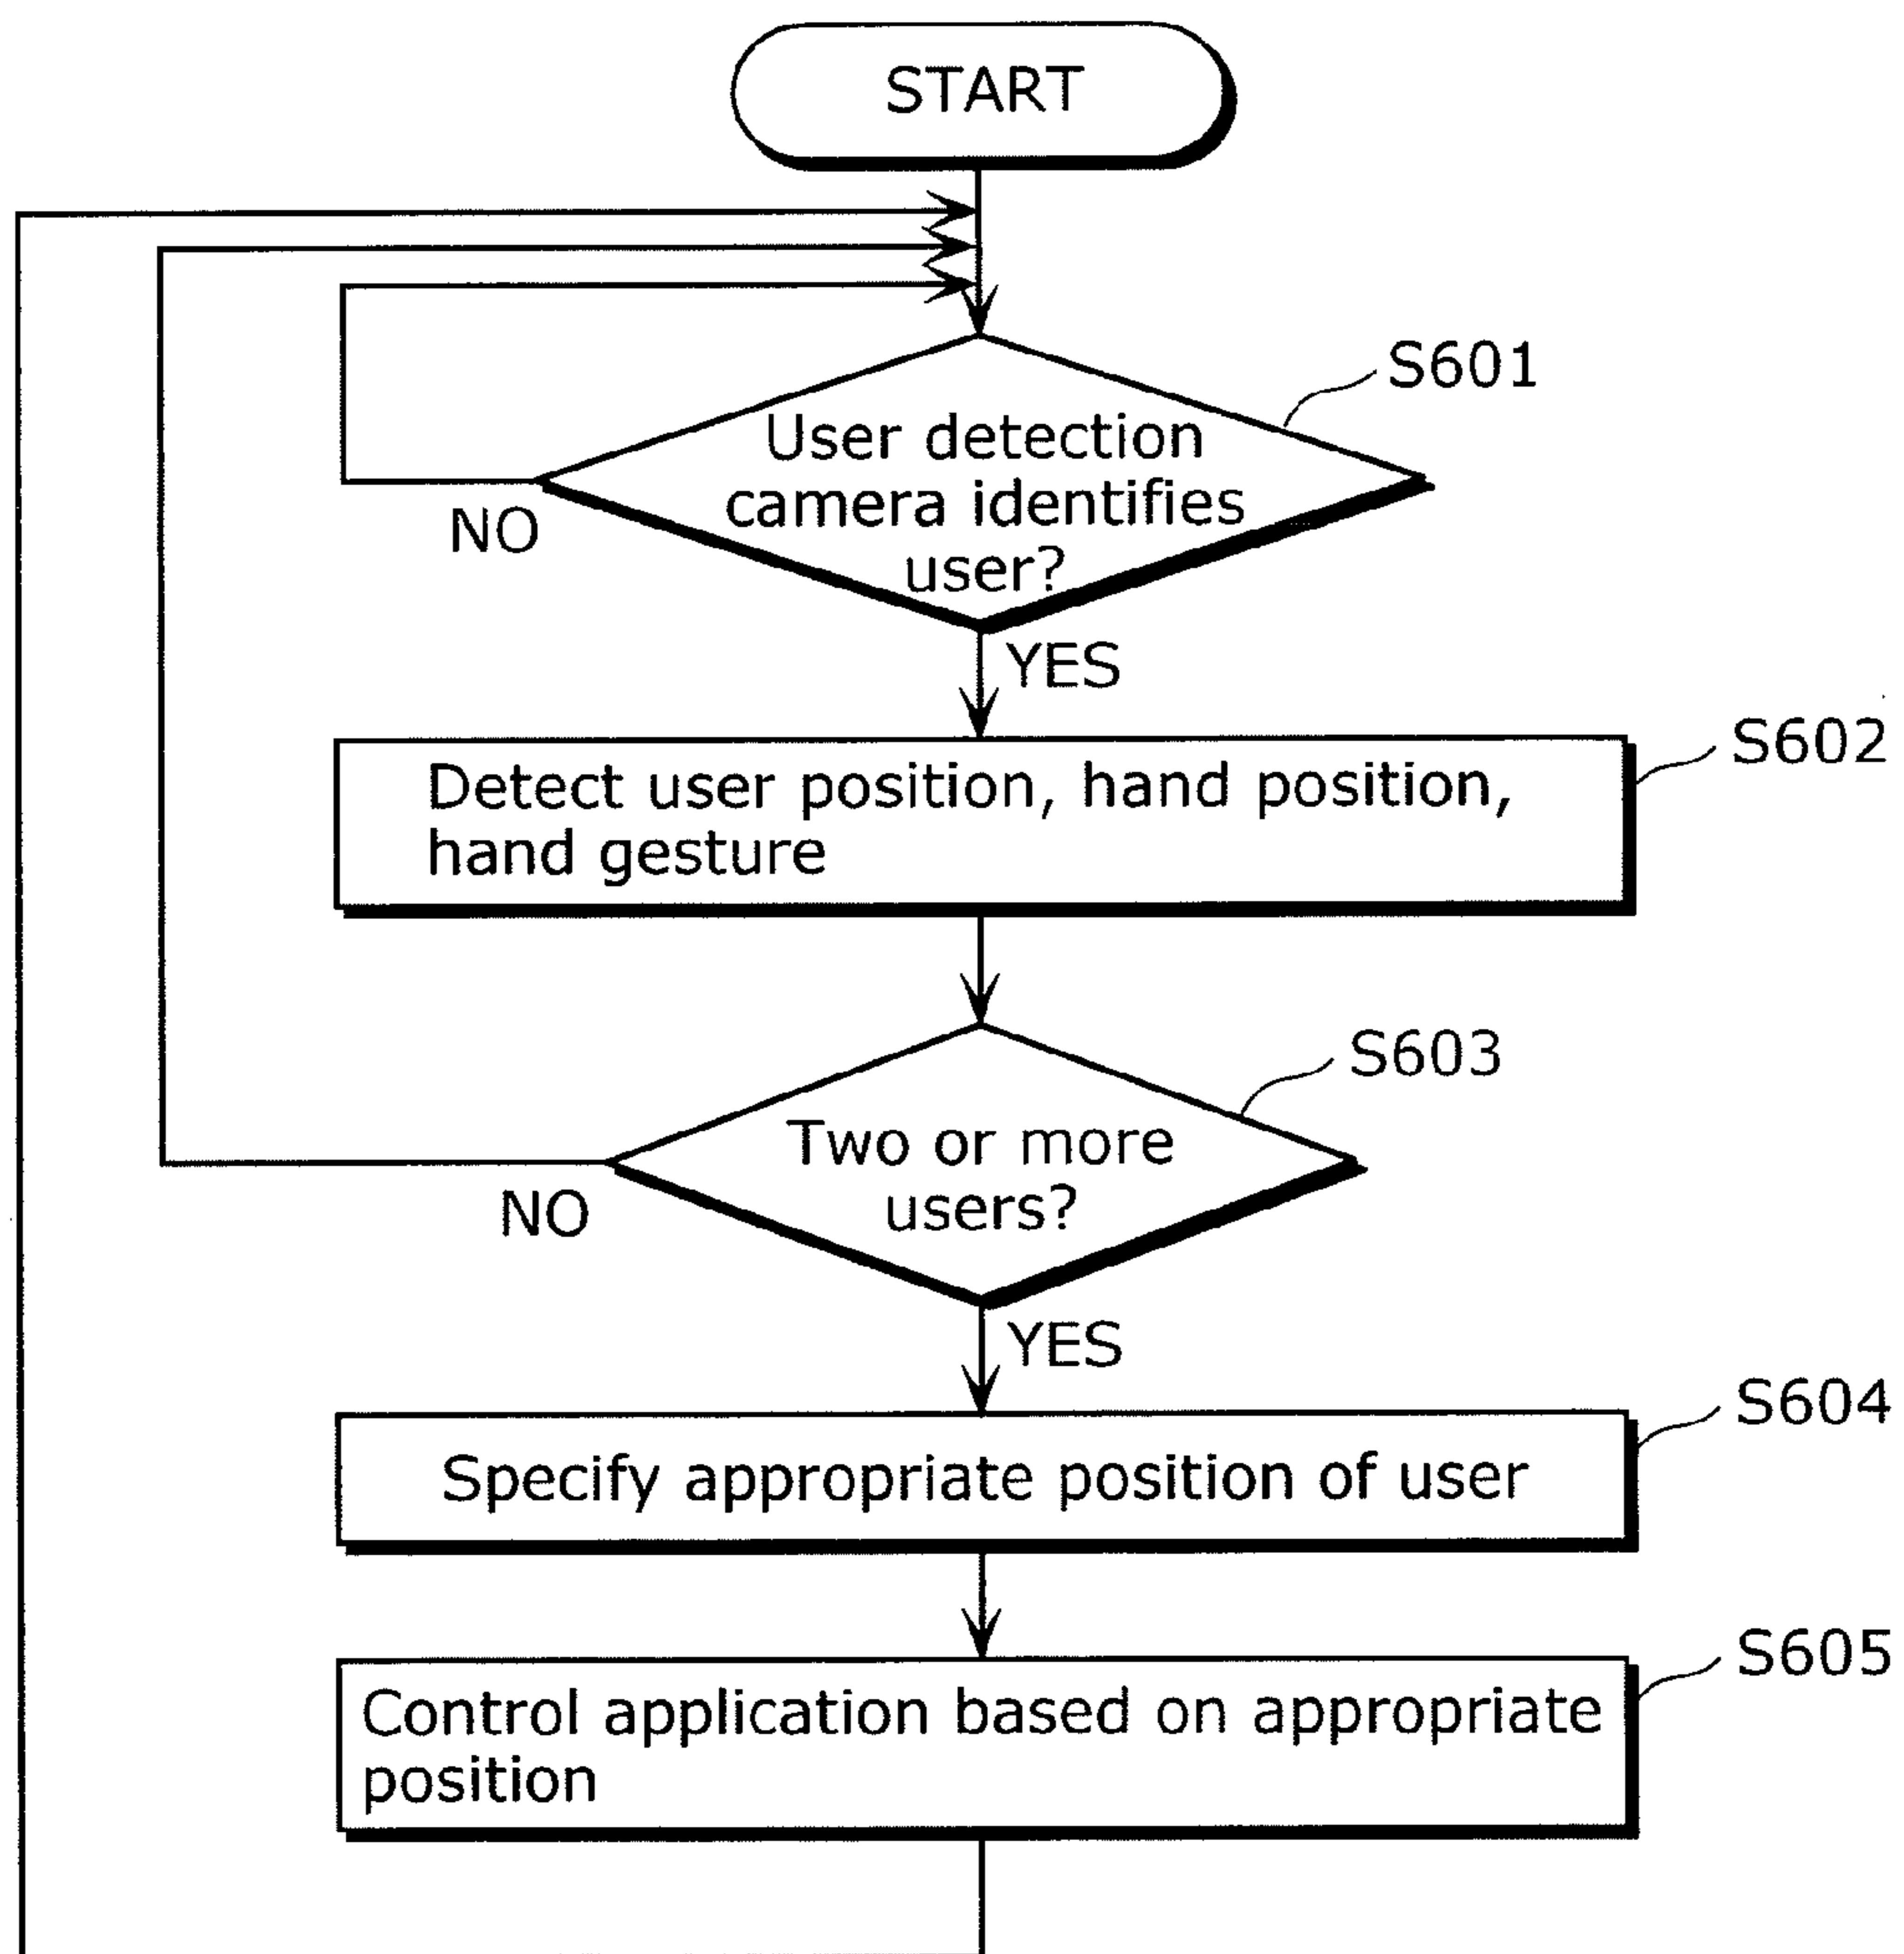 START
S601
User detection
camera identifies
user?
NO
YES
S602
Detect user position, hand position,
hand gesture
S603
Two or more
users?
NO
YES
S604
Specify appropriate position of user
S605
Control application based on appropriate
position